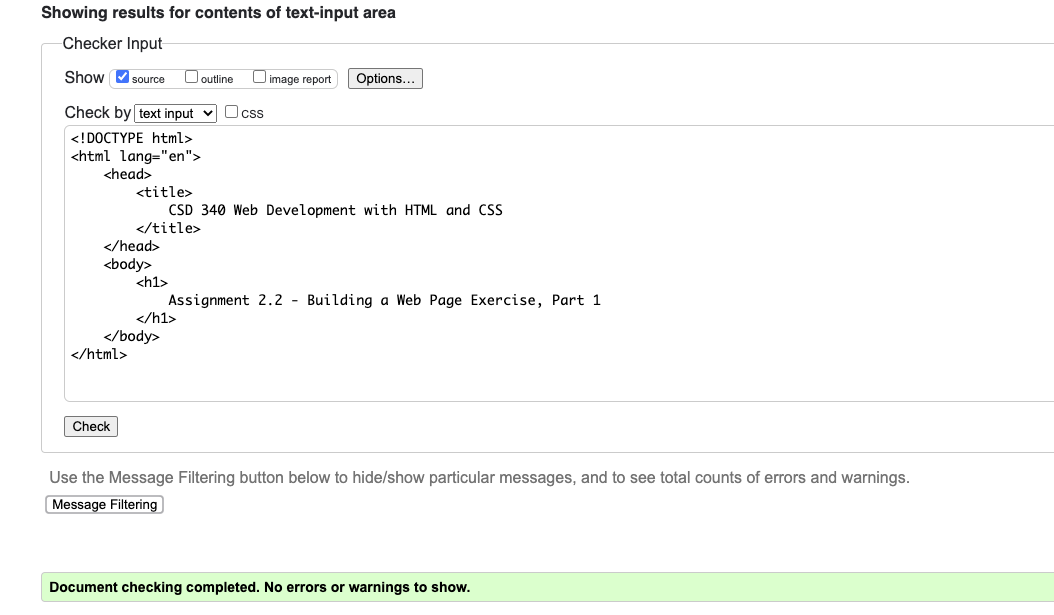 Showing results for contents of text-input area
Checker Input
Show source outline image report Options...
Check by text input CSS
<!DOCTYPE html>
<html lang="en">
    <head>
        <title>
            CSD 340 Web Development with HTML and CSS
        </title>
    </head>
    <body>
        <h1>
            Assignment 2.2 - Building a Web Page Exercise, Part 1
        </h1>
    </body>
</html>
Check
Use the Message Filtering button below to hide/show particular messages, and to see total counts of errors and warnings.
Message Filtering
Document checking completed. No errors or warnings to show.